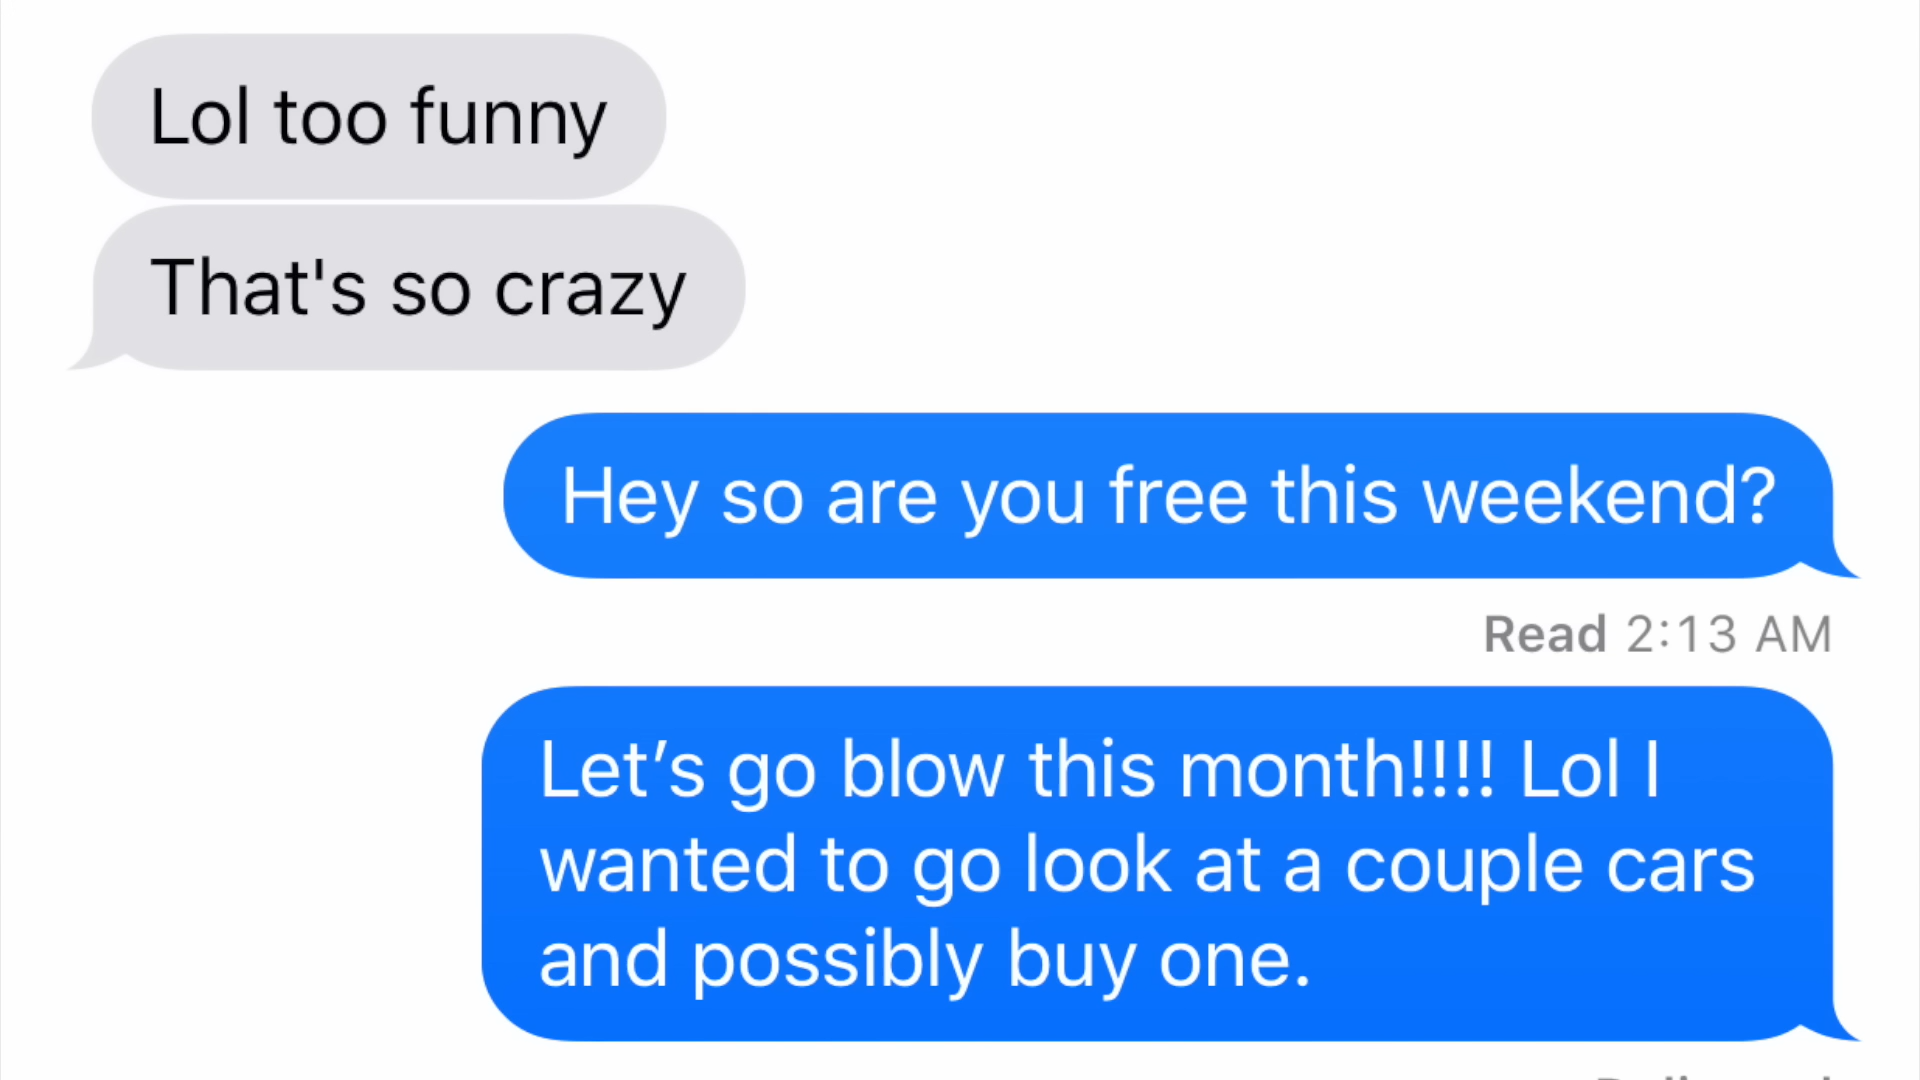 Lol too funny
That's so crazy
Hey so are you free this weekend?
Read 2:13 AM
Let’s go blow this month!!!! Lol I
wanted to go look at a couple cars
and possibly buy one.